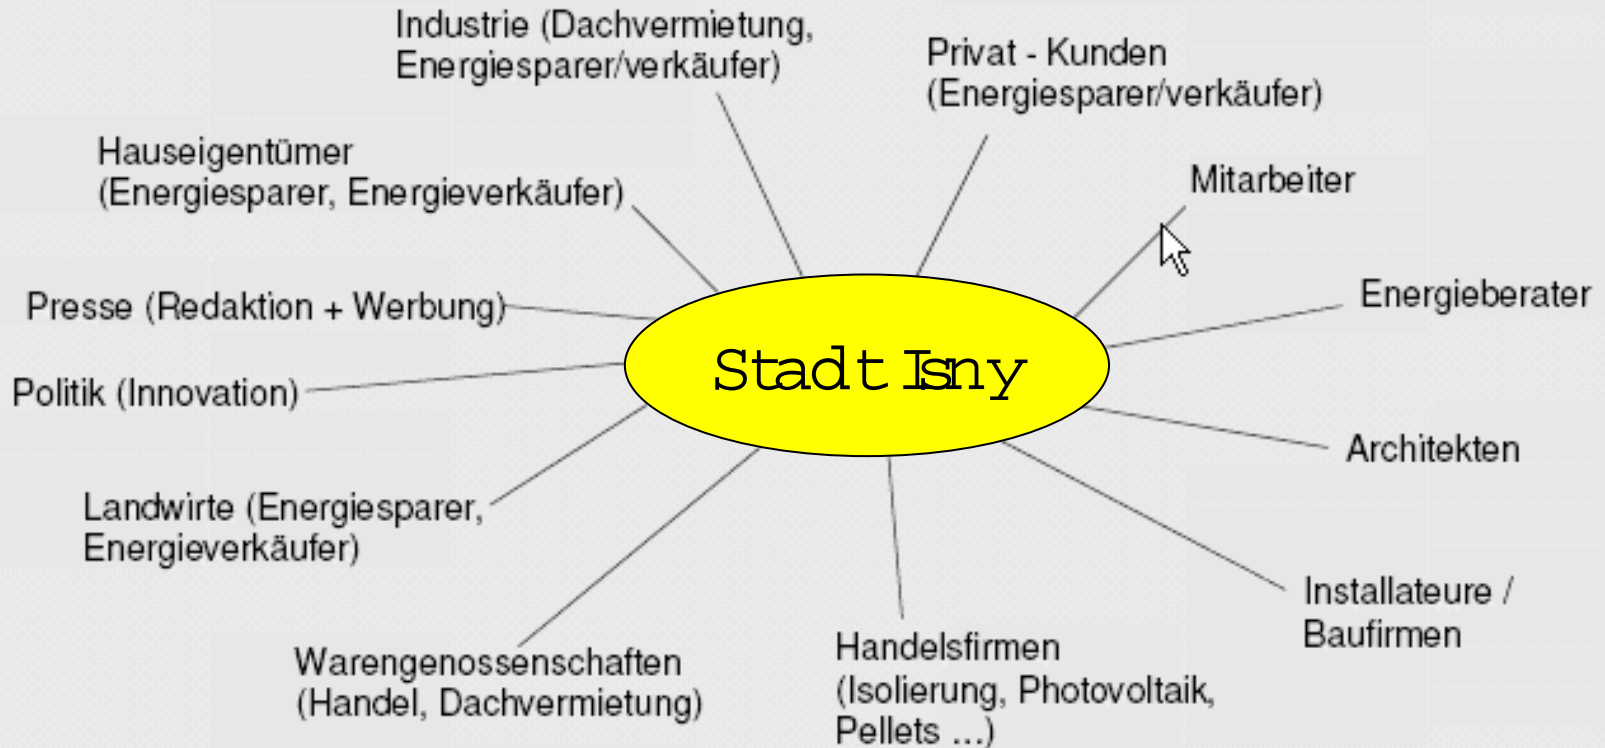 Industrie (Dachvermietung,
Energiesparer/verkäufer)
Privat - Kunden
(Energiesparer/verkäufer)
Hauseigentümer
(Energiesparer, Energieverkäufer)
Mitarbeiter
Presse (Redaktion + Werbung)
Energieberater
Stadt Isny
Politik (Innovation)
Architekten
Landwirte (Energiesparer,
Energieverkäufer)
Installateure /
Baufirmen
Warengenossenschaften
(Handel, Dachvermietung)
Handelsfirmen
(Isolierung, Photovoltaik,
Pellets ...)